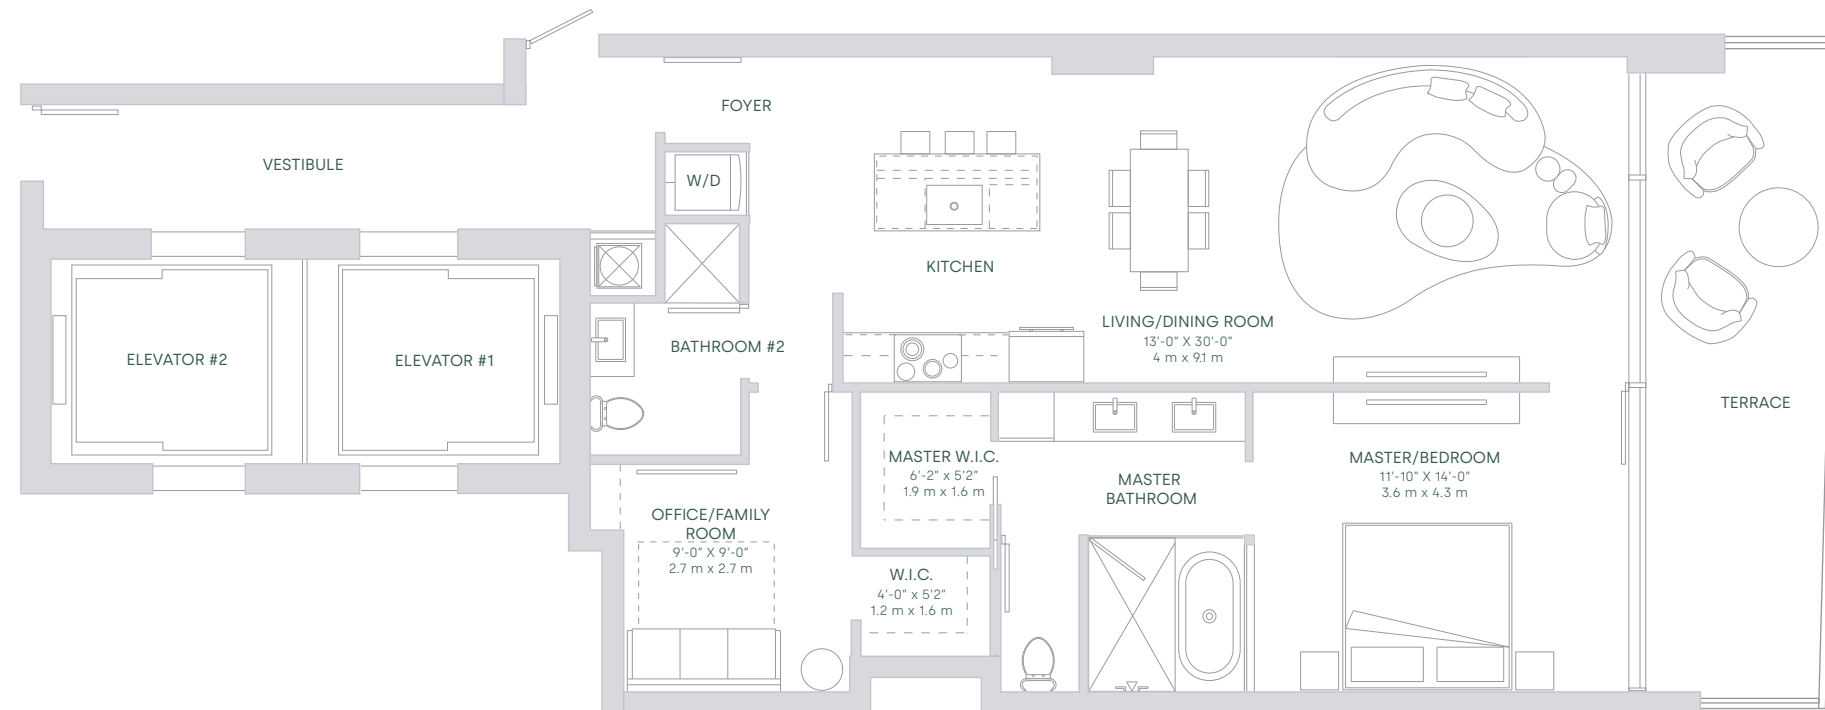 FOYER
VESTIBULE
W/D
KITCHEN
LIVING/DINING ROOM
13'-0" X 30'-0"
4 m x 9.1 m
BATHROOM #2
ELEVATOR #2
ELEVATOR #1
TERRACE
MASTER W.I.C.
6'-2" x 5'2"
1.9 m x 1.6 m
MASTER/BEDROOM
11'-10" X 14'-0"
3.6 m x 4.3 m
MASTER
BATHROOM
OFFICE/FAMILY
ROOM
9'-0" X 9'-0"
2.7 m x 2.7 m
W.I.C.
4'-0" x 5'2"
1.2 m x 1.6 m